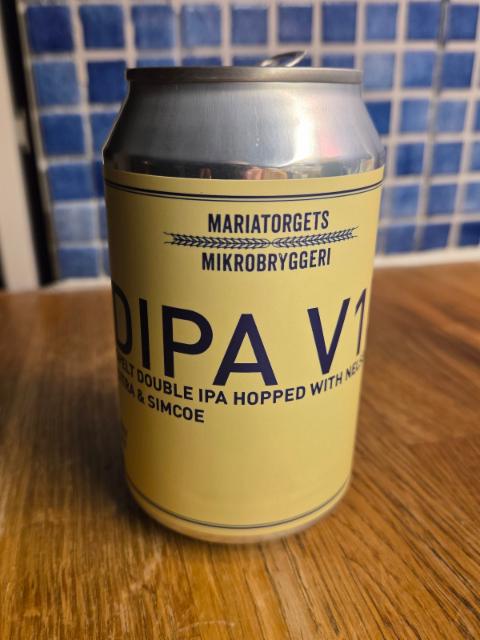 MARIATORGETS
MIKROBRYGGERI
DIPA V1
DOUBLE IPA HOPPED WITH
& SIMCOE